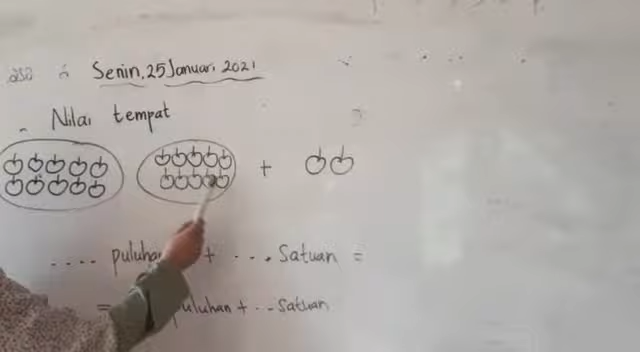 Senin, 25 Januari 2021
Nilai tempat
+
.... puluhan + ... Satuan =
= puluhan + ... Satuan